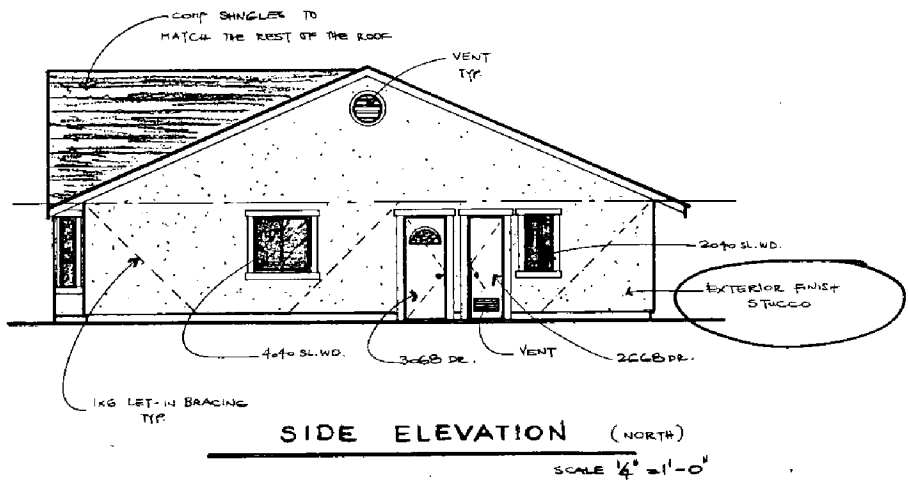 COMP SHNGLES TO
MATCH THE REST OF THE ROOF
VENT
TYP.
2040 SL.WD.
EXTERIOR FINISH
STUCCO
4040 SL.WD.
3068 DR.
VENT
2668 DR.
1X6 LET-IN BRACING
TYP.
SIDE ELEVATION (NORTH)
SCALE 1/4" = 1'-0"